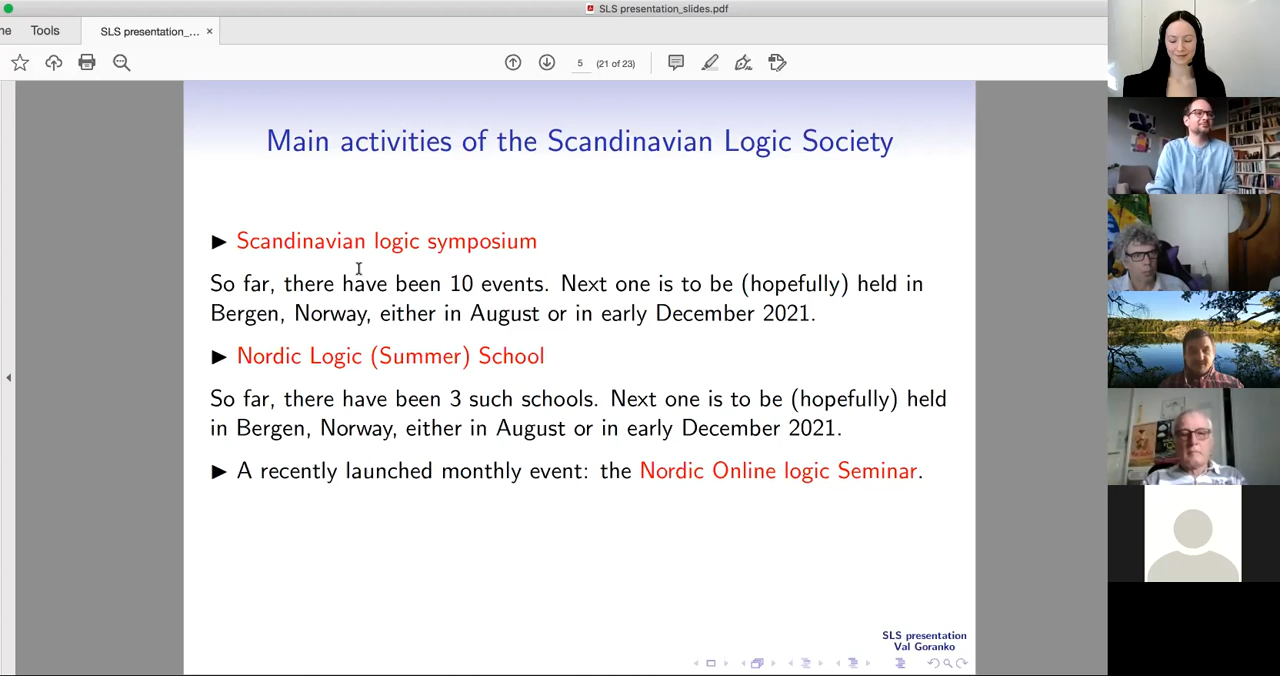 SLS presentation_slides.pdf
ne
Tools
SLS presentation_... ×
5 (21 of 23)
Main activities of the Scandinavian Logic Society
▶ Scandinavian logic symposium
So far, there have been 10 events. Next one is to be (hopefully) held in
Bergen, Norway, either in August or in early December 2021.
▶ Nordic Logic (Summer) School
So far, there have been 3 such schools. Next one is to be (hopefully) held
in Bergen, Norway, either in August or in early December 2021.
▶ A recently launched monthly event: the Nordic Online logic Seminar.
SLS presentation
Val Goranko